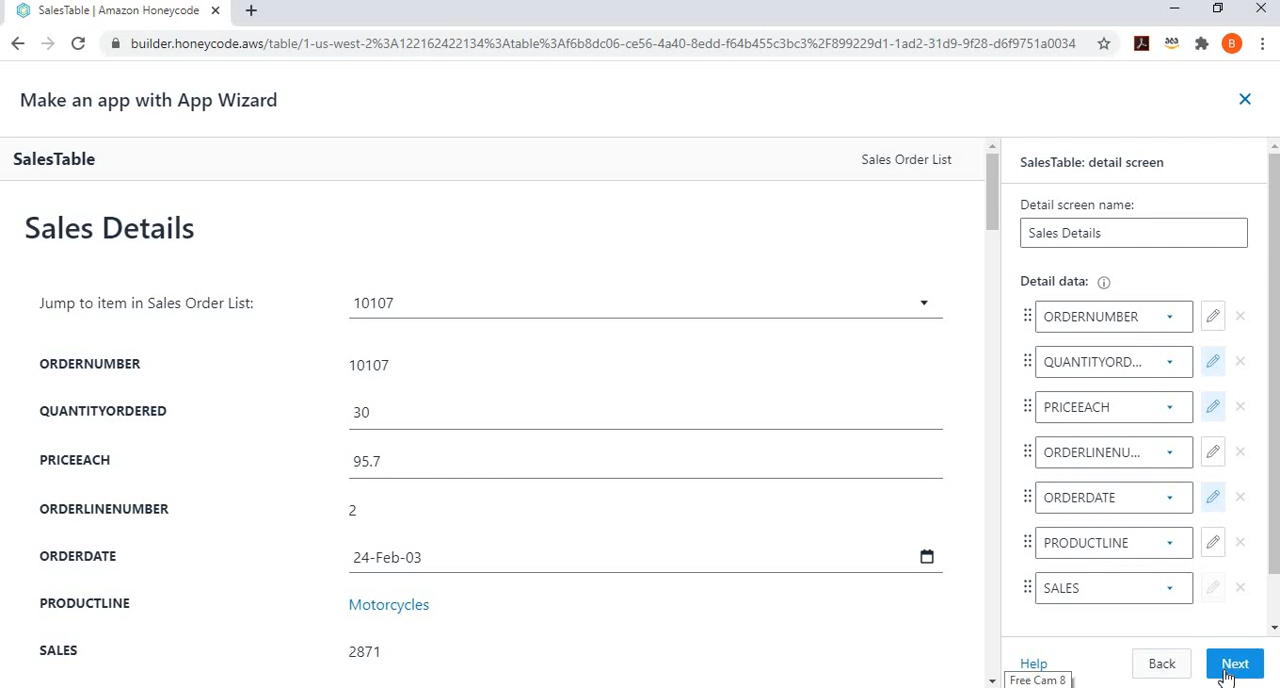 SalesTable | Amazon Honeycode
builder.honeycode.aws/table/1-us-west-2%3A122162422134%3Atable%3Af6b8dc06-ce56-4a40-8edd-f64b455c3bc3%2F899229d1-1ad2-31d9-9f28-d6f9751a0034
B
Make an app with App Wizard
SalesTable
Sales Order List
Sales Details
Jump to item in Sales Order List:
10107
ORDERNUMBER
10107
QUANTITYORDERED
30
PRICEEACH
95.7
ORDERLINENUMBER
2
ORDERDATE
24-Feb-03
PRODUCTLINE
Motorcycles
SALES
2871
SalesTable: detail screen
Detail screen name:
Sales Details
Detail data:
ORDERNUMBER
QUANTITYORD...
PRICEEACH
ORDERLINENU...
ORDERDATE
PRODUCTLINE
SALES
Help
Back
Next
Free Cam 8